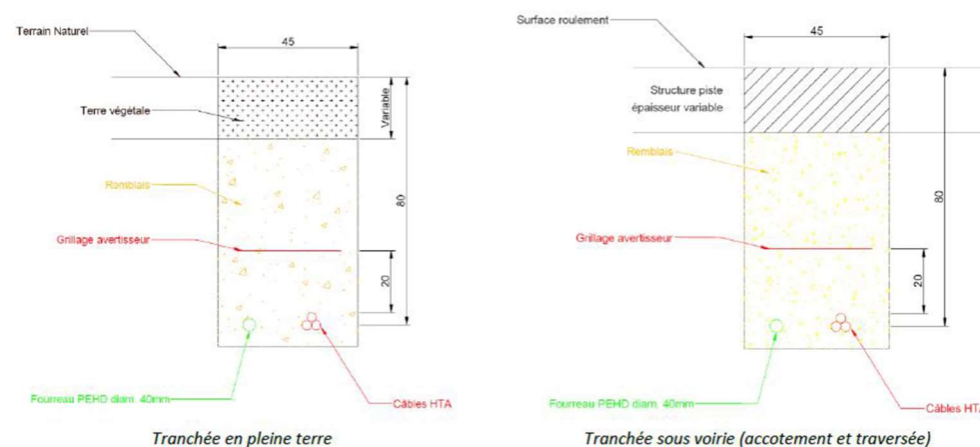 Terrain Naturel
45
Terre végétale
Variable
Remblais
80
Grillage avertisseur
20
Fourreau PEHD diam. 40mm
Câbles HTA
Tranchée en pleine terre
Surface roulement
45
Structure piste
épaisseur variable
Remblais
80
Grillage avertisseur
20
Fourreau PEHD diam. 40mm
Câbles HTA
Tranchée sous voirie (accotement et traversée)